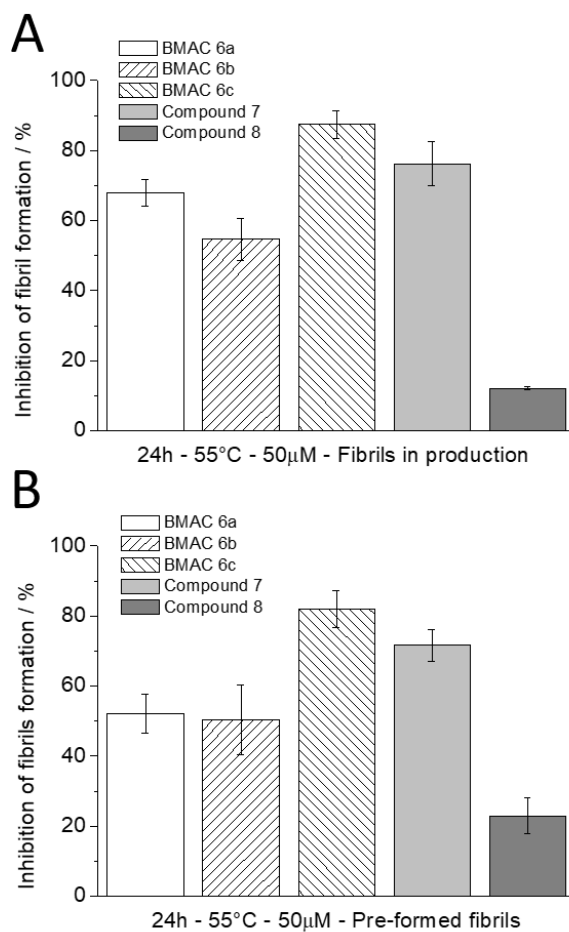 A
BMAC 6a
BMAC 6b
BMAC 6c
Compound 7
Compound 8
100
80
60
40
20
0
Inhibition of fibril formation / %
24h - 55°C - 50μM - Fibrils in production
B
BMAC 6a
BMAC 6b
BMAC 6c
Compound 7
Compound 8
100
80
60
40
20
0
Inhibition of fibrils formation / %
24h - 55°C - 50μM - Pre-formed fibrils